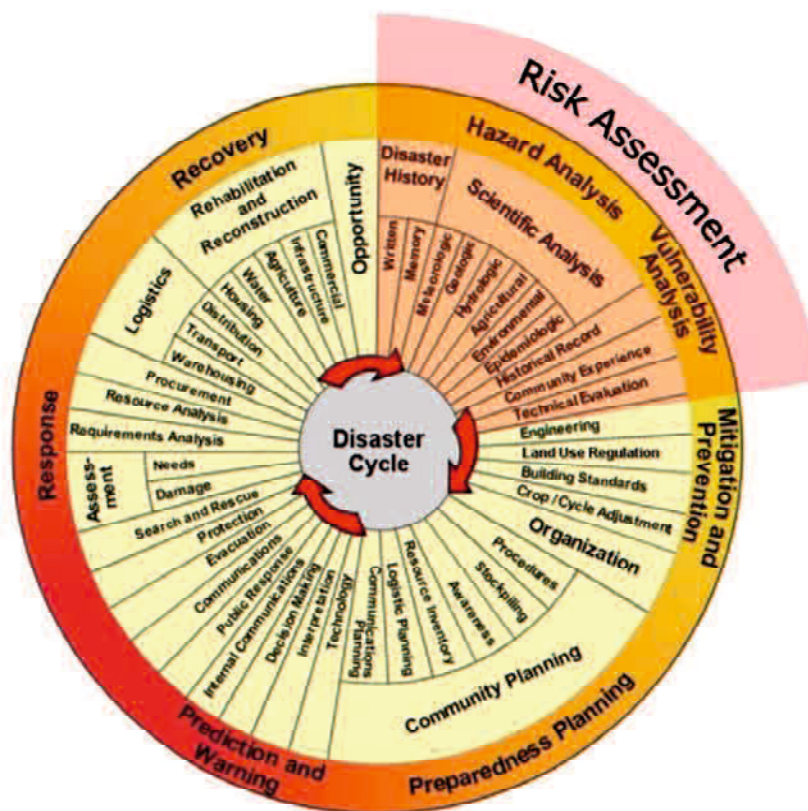 Risk Assessment
Hazard Analysis
Vulnerability
Analysis
Mitigation and
Prevention
Preparedness Planning
Prediction and
Warning
Response
Recovery
Disaster
History
Scientific Analysis
Written
Memory
Meteorologic
Geologic
Hydrologic
Agricultural
Environmental
Epidemiologic
Historical Record
Community Experience
Technical Evaluation
Engineering
Land Use Regulation
Building Standards
Crop / Cycle Adjustment
Organization
Community Planning
Procedures
Stockpiling
Awareness
Resource Inventory
Logistic Planning
Communications
Planning
Technology
Interpretation
Decision Making
Internal Communications
Public Response
Communications
Evacuation
Protection
Search and Rescue
Assess-
ment
Damage
Needs
Requirements Analysis
Resource Analysis
Procurement
Logistics
Warehousing
Transport
Distribution
Rehabilitation
and
Reconstruction
Housing
Water
Agriculture
Infrastructure
Commercial
Opportunity
Disaster
Cycle